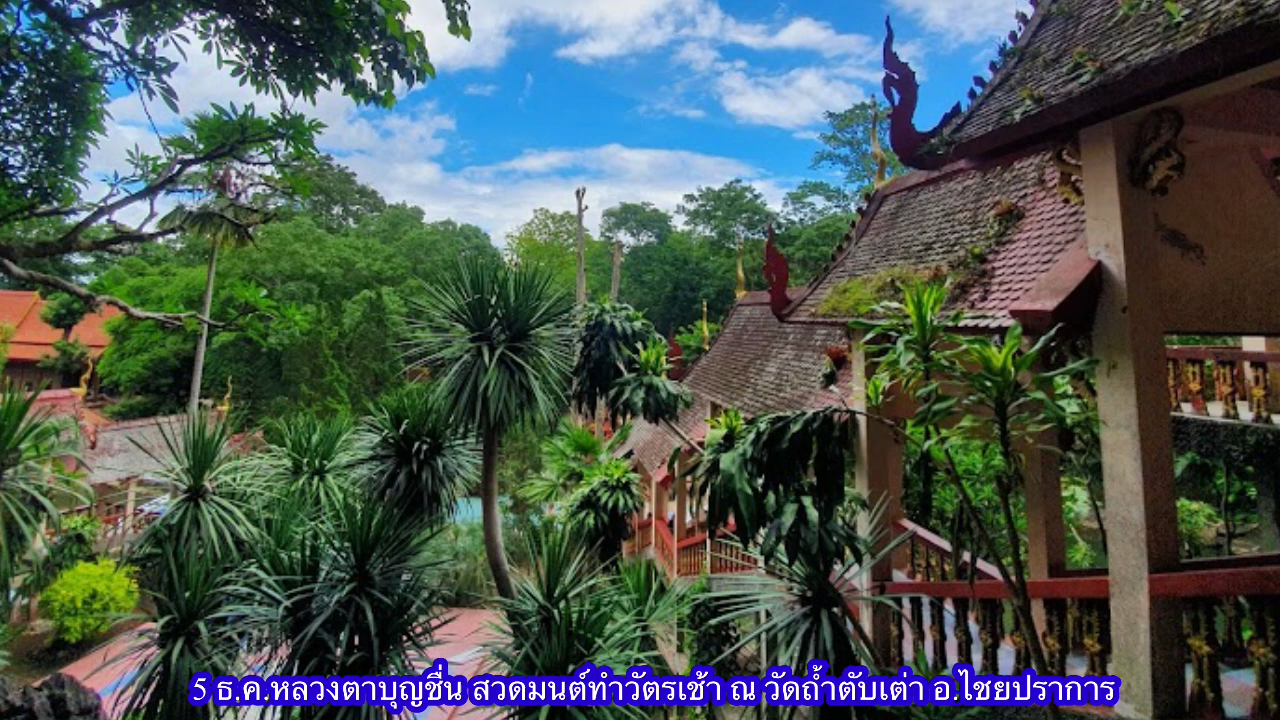 5 ธ.ค.หลวงตาบุญชื่น สวดมนต์ทำวัตรเช้า ณ วัดถ้ำตับเต่า อ.ไชยปราการ